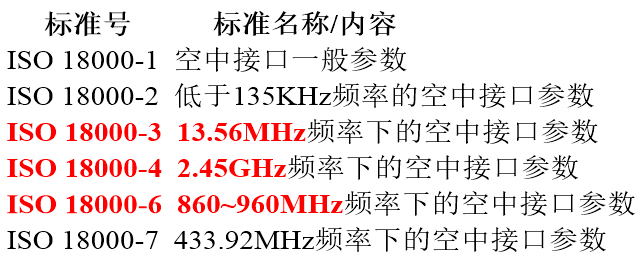 标准号 标准名称/内容
ISO 18000-1 空中接口一般参数
ISO 18000-2 低于135KHz频率的空中接口参数
ISO 18000-3 13.56MHz频率下的空中接口参数
ISO 18000-4 2.45GHz频率下的空中接口参数
ISO 18000-6 860~960MHz频率下的空中接口参数
ISO 18000-7 433.92MHz频率下的空中接口参数